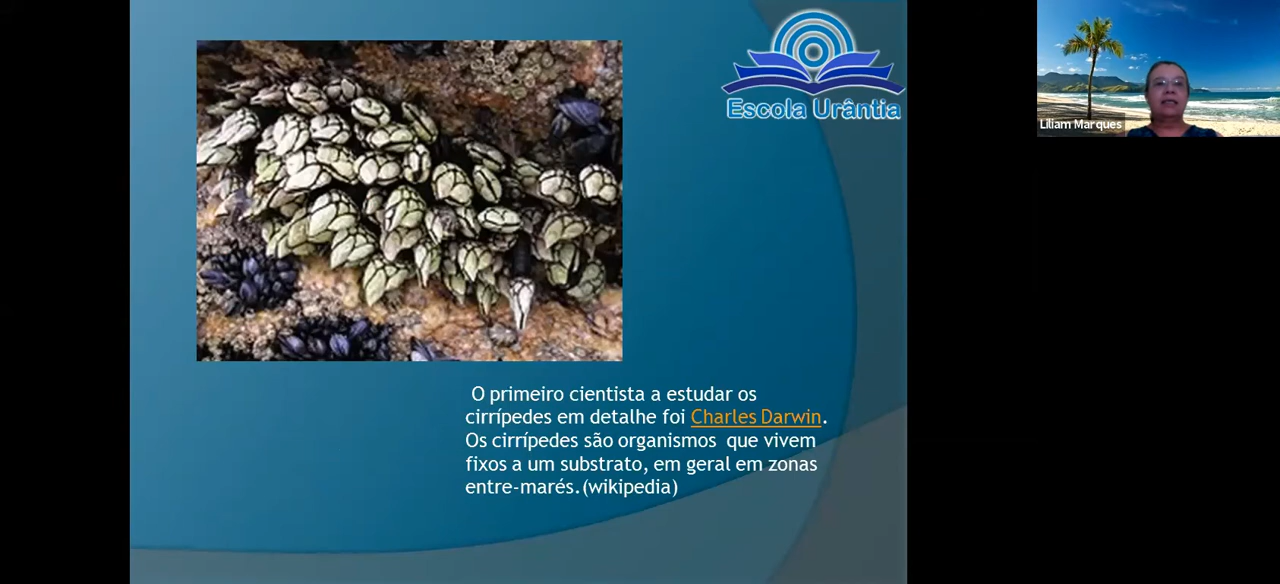 Escola Urântia
Liliam Marques
O primeiro cientista a estudar os
cirrípedes em detalhe foi Charles Darwin.
Os cirrípedes são organismos que vivem
fixos a um substrato, em geral em zonas
entre-marés.(wikipedia)